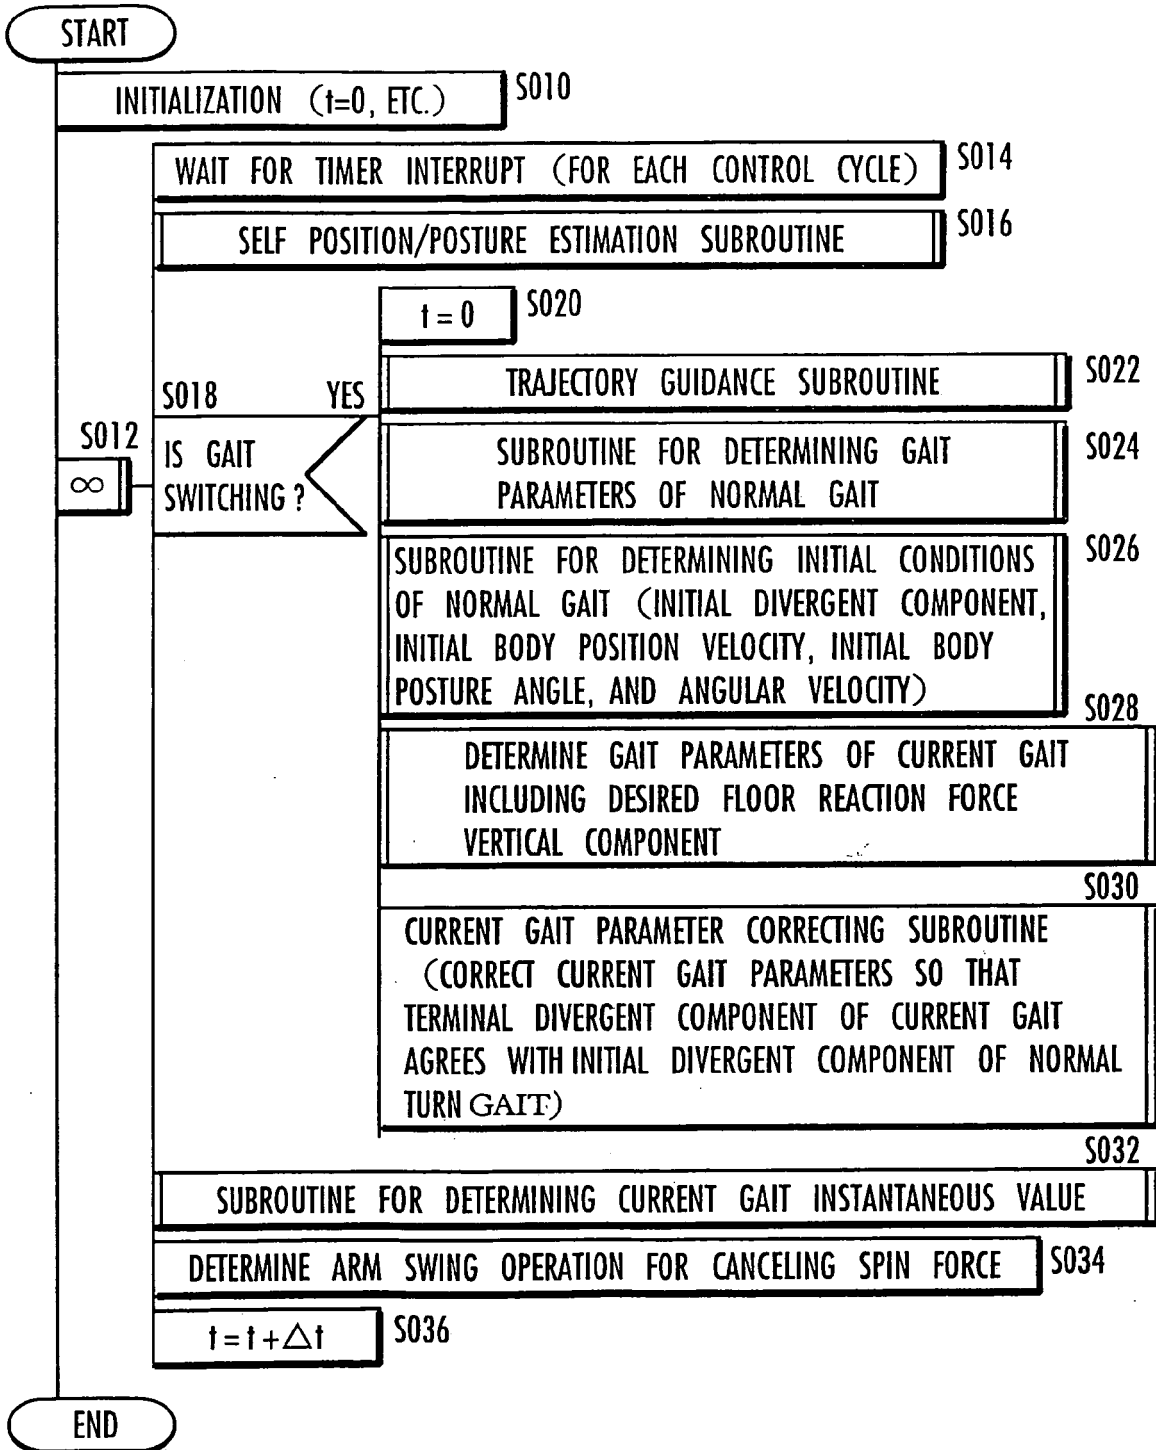 START
INITIALIZATION (t=0, ETC.) S010
WAIT FOR TIMER INTERRUPT (FOR EACH CONTROL CYCLE) S014
SELF POSITION/POSTURE ESTIMATION SUBROUTINE S016
t = 0 S020
TRAJECTORY GUIDANCE SUBROUTINE S022
S018 YES
S012
∞
IS GAIT
SWITCHING ?
SUBROUTINE FOR DETERMINING GAIT
PARAMETERS OF NORMAL GAIT
S024
SUBROUTINE FOR DETERMINING INITIAL CONDITIONS
OF NORMAL GAIT (INITIAL DIVERGENT COMPONENT,
INITIAL BODY POSITION VELOCITY, INITIAL BODY
POSTURE ANGLE, AND ANGULAR VELOCITY)
S026
S028
DETERMINE GAIT PARAMETERS OF CURRENT GAIT
INCLUDING DESIRED FLOOR REACTION FORCE
VERTICAL COMPONENT
S030
CURRENT GAIT PARAMETER CORRECTING SUBROUTINE
(CORRECT CURRENT GAIT PARAMETERS SO THAT
TERMINAL DIVERGENT COMPONENT OF CURRENT GAIT
AGREES WITH INITIAL DIVERGENT COMPONENT OF NORMAL
TURN GAIT)
S032
SUBROUTINE FOR DETERMINING CURRENT GAIT INSTANTANEOUS VALUE
DETERMINE ARM SWING OPERATION FOR CANCELING SPIN FORCE S034
t=t+△t S036
END